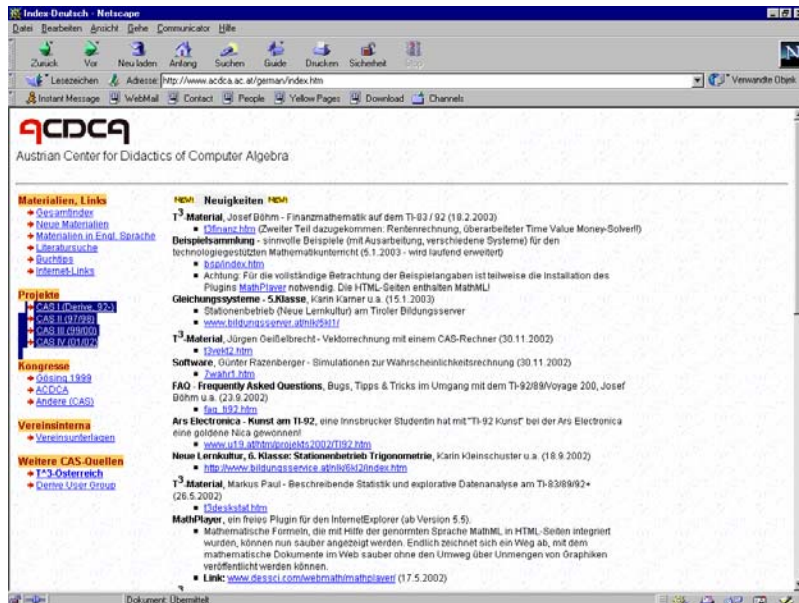 Index-Deutsch - Netscape
Datei Bearbeiten Ansicht Gehe Communicator Hilfe
Zurück Vor Neu laden Anfang Suchen Guide Drucken Sicherheit Stop
Lesezeichen Adresse: http://www.acdca.ac.at/german/index.htm Verwandte Objek
Instant Message WebMail Contact People Yellow Pages Download Channels
ACDCA
Austrian Center for Didactics of Computer Algebra
Materialien, Links
Gesamtindex
Neue Materialien
Materialien in Engl. Sprache
Literatursuche
Buchtips
Internet-Links
Projekte
CAS I (Derive, 92-)
CAS II (97/98)
CAS III (99/00)
CAS IV (01/02)
Kongresse
Gösing 1999
ACDCA
Andere (CAS)
Vereinsinterna
Vereinsunterlagen
Weitere CAS-Quellen
T^3-Österreich
Derive User Group
NEW! Neuigkeiten NEW!
T3-Material, Josef Böhm - Finanzmathematik auf dem TI-83 / 92 (18.2.2003)
t3finanz.htm (Zweiter Teil dazugekommen: Rentenrechnung, überarbeiteter Time Value Money-Solver!!)
Beispielsammlung - sinnvolle Beispiele (mit Ausarbeitung, verschiedene Systeme) für den
technologiegestützten Mathematikunterricht (5.1.2003 - wird laufend erweitert)
bsp/index.htm
Achtung: Für die vollständige Betrachtung der Beispielangaben ist teilweise die Installation des
Plugins MathPlayer notwendig. Die HTML-Seiten enthalten MathML!
Gleichungssysteme - 5.Klasse, Karin Karner u.a. (15.1.2003)
Stationenbetrieb (Neue Lernkultur) am Tiroler Bildungsserver
www.bildungsserver.at/nlk/5kl1/
T3-Material, Jürgen Geißelbrecht - Vektorrechnung mit einem CAS-Rechner (30.11.2002)
t3vekt2.htm
Software, Günter Razenberger - Simulationen zur Wahrscheinlichkeitsrechnung (30.11.2002)
7wahr1.htm
FAQ - Frequently Asked Questions, Bugs, Tipps & Tricks im Umgang mit dem TI-92/89/Voyage 200, Josef
Böhm u.a. (23.9.2002)
faq_ti92.htm
Ars Electronica - Kunst am TI-92, eine Innsbrucker Studentin hat mit "TI-92 Kunst" bei der Ars Electronica
eine goldene Nica gewonnen!
www.u19.at/htm/projekts2002/TI92.htm
Neue Lernkultur, 6. Klasse: Stationenbetrieb Trigonometrie, Karin Kleinschuster u.a. (18.9.2002)
http://www.bildungsservice.at/nlk/6kl2/index.htm
T3-Material, Markus Paul - Beschreibende Statistik und explorative Datenanalyse am TI-83/89/92+
(26.5.2002)
t3deskstat.htm
MathPlayer, ein freies Plugin für den InternetExplorer (ab Version 5.5).
Mathematische Formeln, die mit Hilfe der genormten Sprache MathML in HTML-Seiten integriert
wurden, können nun sauber angezeigt werden. Endlich zeichnet sich ein Weg ab, mit dem
mathematische Dokumente im Web sauber ohne den Umweg über Unmengen von Graphiken
veröffentlicht werden können.
Link: www.dessci.com/webmath/mathplayer/ (17.5.2002)
Dokument: Übermittelt